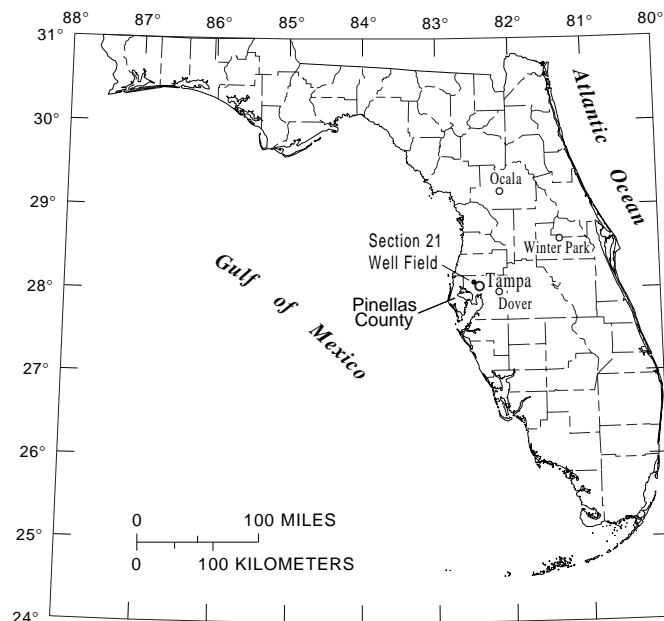 88° 87° 86° 85° 84° 83° 82° 81° 80°
31°
30°
29°
28°
27°
26°
25°
24°
Atlantic Ocean
Ocala
Winter Park
Section 21
Well Field
Tampa
Dover
Pinellas
County
Gulf of Mexico
0 100 MILES
0 100 KILOMETERS